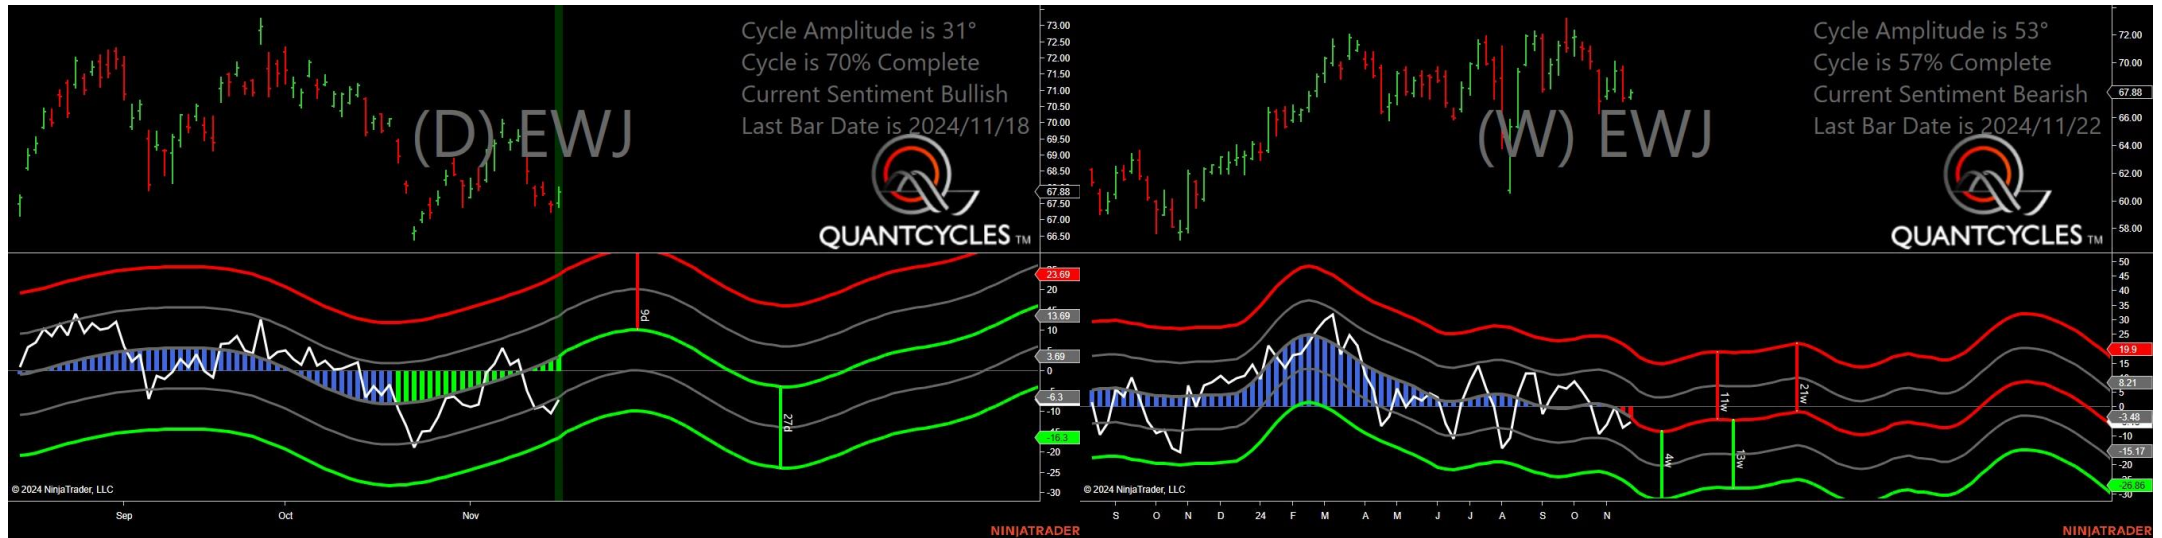 Cycle Amplitude is 31°
Cycle is 70% Complete
Current Sentiment Bullish
Last Bar Date is 2024/11/18
(D) EWJ
QUANTCYCLES TM
73.00
72.50
72.00
71.50
71.00
70.50
70.00
69.50
69.00
68.50
67.88
67.50
67.00
66.50
23.69
20
13.69
10
5
3.69
0
-6.3
-10
-16.3
-20
-25
-30
9d
27d
© 2024 NinjaTrader, LLC
Sep Oct Nov
NINJATRADER
Cycle Amplitude is 53°
Cycle is 57% Complete
Current Sentiment Bearish
Last Bar Date is 2024/11/22
(W) EWJ
QUANTCYCLES TM
72.00
70.00
67.88
66.00
64.00
62.00
60.00
58.00
50
45
40
35
30
25
19.9
15
8.21
5
0
-3.48
-10
-15.17
-20
-26.86
-30
11w
21w
4w
13w
© 2024 NinjaTrader, LLC
S O N D 24 F M A M J J A S O N
NINJATRADER